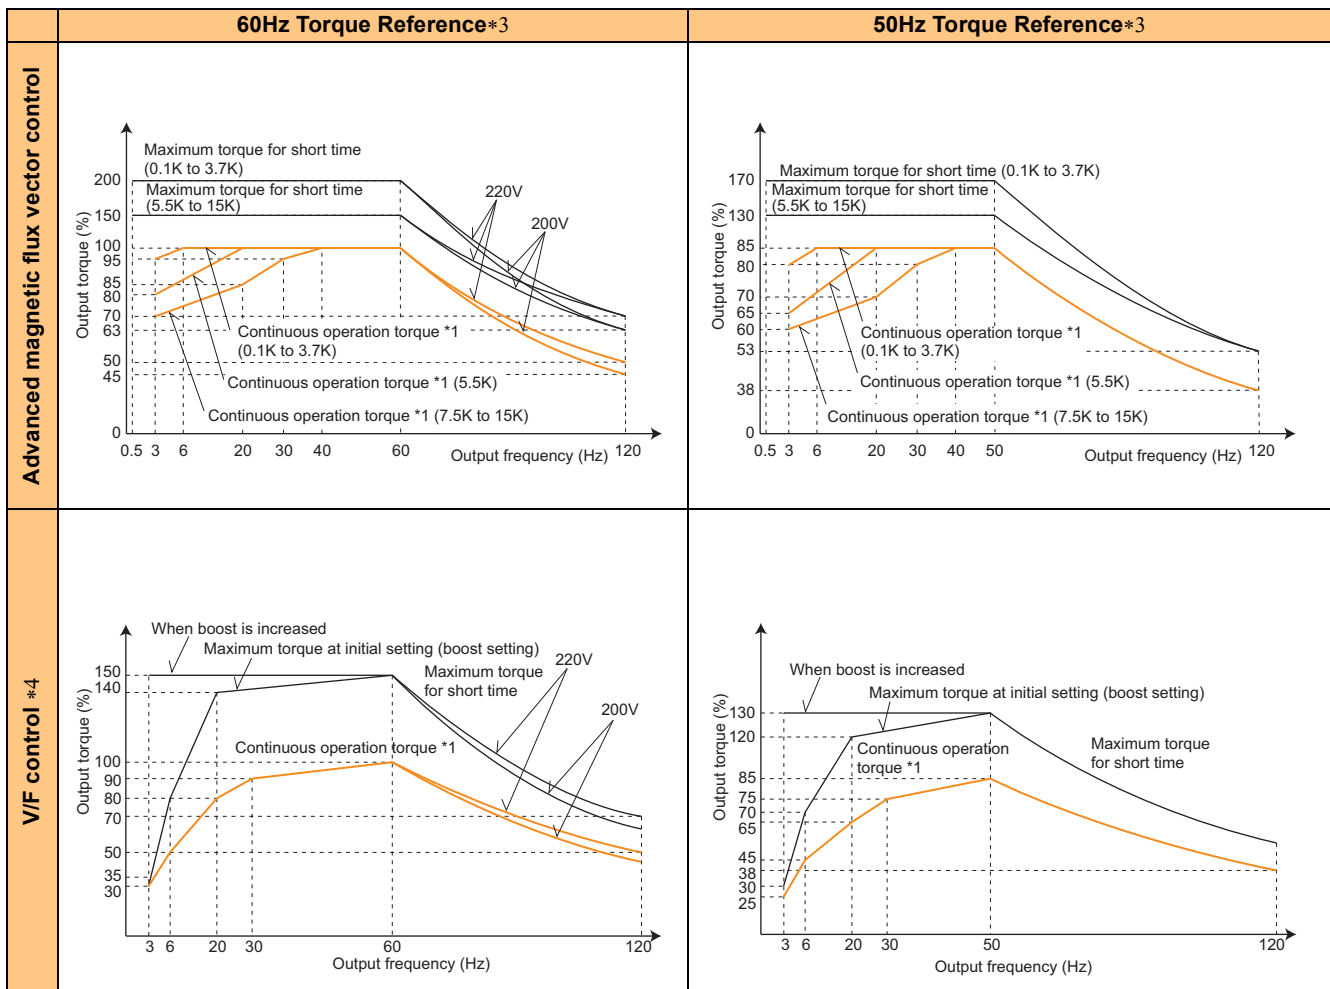 60Hz Torque Reference*3
50Hz Torque Reference*3
Advanced magnetic flux vector control
Output torque (%)
Maximum torque for short time
(0.1K to 3.7K)
Maximum torque for short time
(5.5K to 15K)
220V
200V
200
150
100
95
85
80
70
63
50
45
0
Continuous operation torque *1
(0.1K to 3.7K)
Continuous operation torque *1 (5.5K)
Continuous operation torque *1 (7.5K to 15K)
0.5 3 6 20 30 40 60 120
Output frequency (Hz)
Output torque (%)
Maximum torque for short time (0.1K to 3.7K)
Maximum torque for short time
(5.5K to 15K)
170
130
85
80
70
65
60
53
38
0
Continuous operation torque *1
(0.1K to 3.7K)
Continuous operation torque *1 (5.5K)
Continuous operation torque *1 (7.5K to 15K)
0.5 3 6 20 30 40 50 120
Output frequency (Hz)
V/F control *4
Output torque (%)
When boost is increased
Maximum torque at initial setting (boost setting)
Maximum torque
for short time
220V
200V
150
140
100
90
80
70
50
35
30
Continuous operation torque *1
3 6 20 30 60 120
Output frequency (Hz)
Output torque (%)
When boost is increased
Maximum torque at initial setting (boost setting)
Continuous operation
torque *1
Maximum torque
for short time
130
120
85
75
70
65
45
38
30
25
3 6 20 30 50 120
Output frequency (Hz)